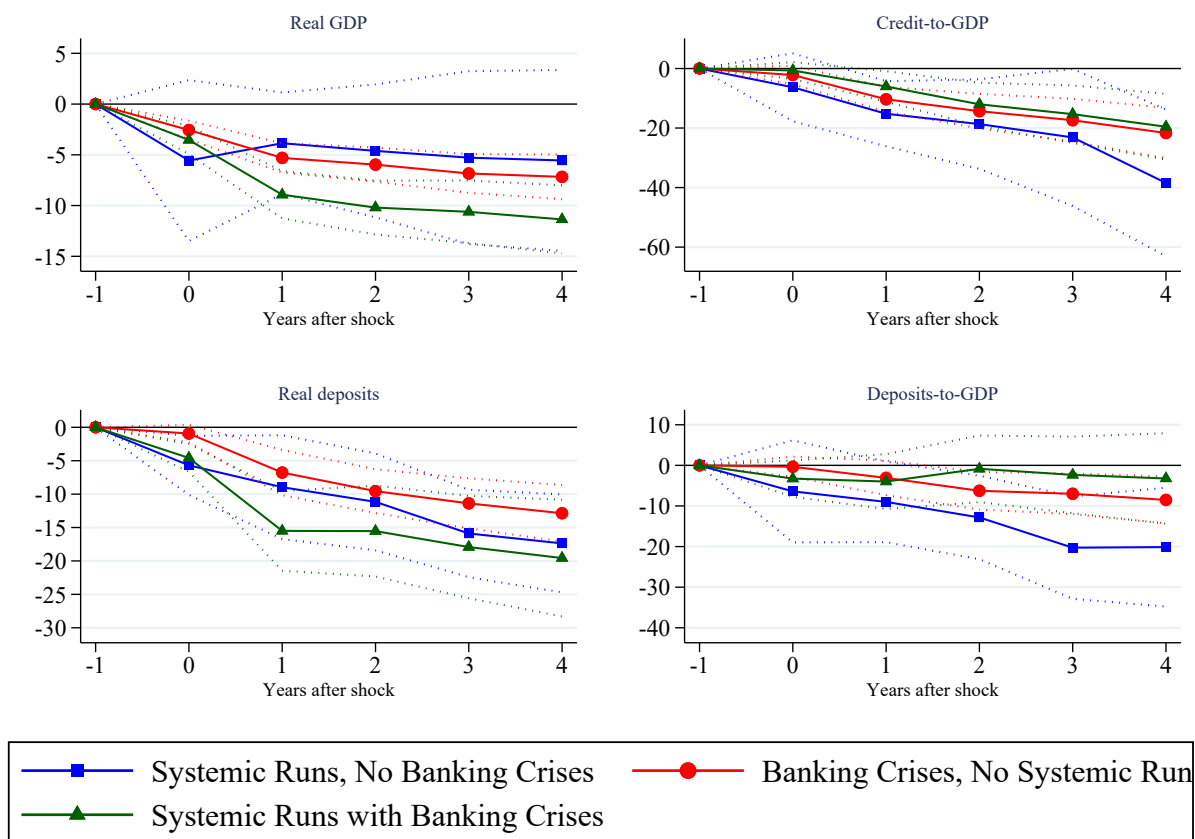 Real GDP
5
0
-5
-10
-15
-1 0 1 2 3 4
Years after shock
Credit-to-GDP
0
-20
-40
-60
-1 0 1 2 3 4
Years after shock
Real deposits
0
-5
-10
-15
-20
-25
-30
-1 0 1 2 3 4
Years after shock
Deposits-to-GDP
10
0
-10
-20
-30
-40
-1 0 1 2 3 4
Years after shock
Systemic Runs, No Banking Crises
Banking Crises, No Systemic Run
Systemic Runs with Banking Crises